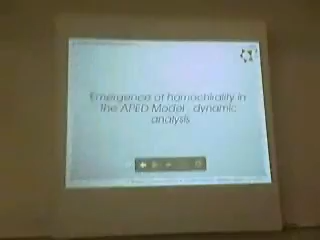 Emergence of homochirality in
the APED Model - dynamic
analysis